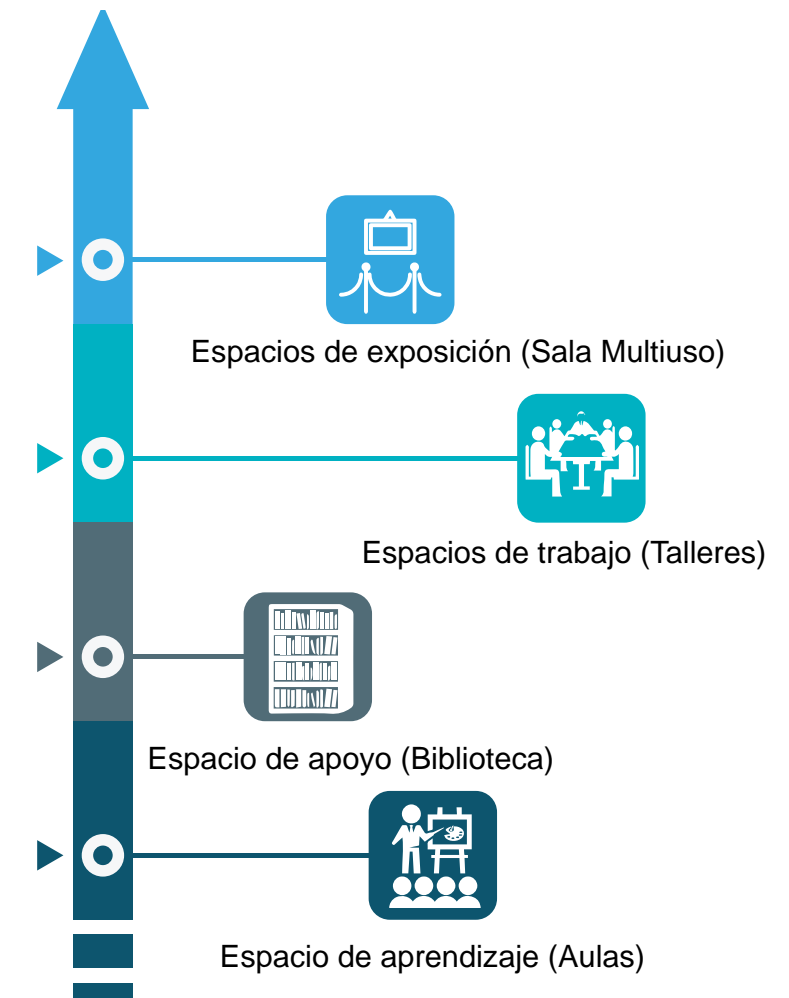 Espacios de exposición (Sala Multiuso)
Espacios de trabajo (Talleres)
Espacio de apoyo (Biblioteca)
Espacio de aprendizaje (Aulas)